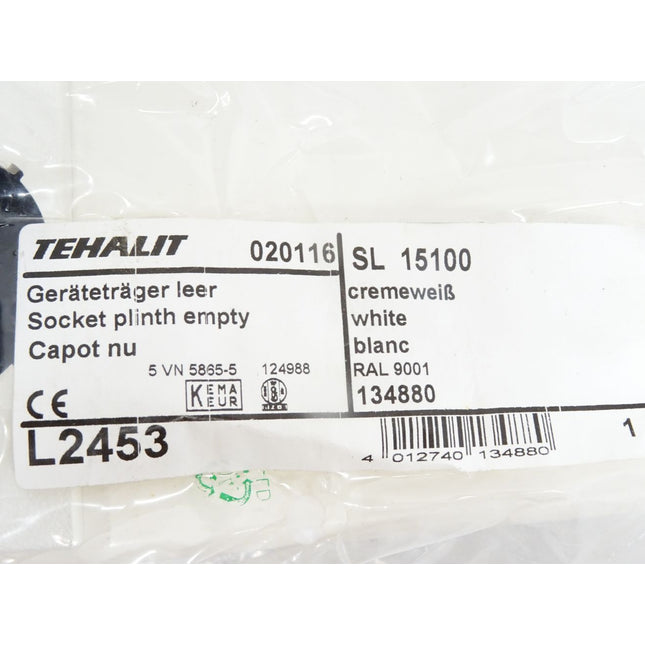 TEHALIT 020116
Geräteträger leer
Socket plinth empty
Capot nu
5 VN 5865-5 124988
KEMA
EUR
CE
L2453
SL 15100
cremeweiß
white
blanc
RAL 9001
134880
4 012740 134880
1